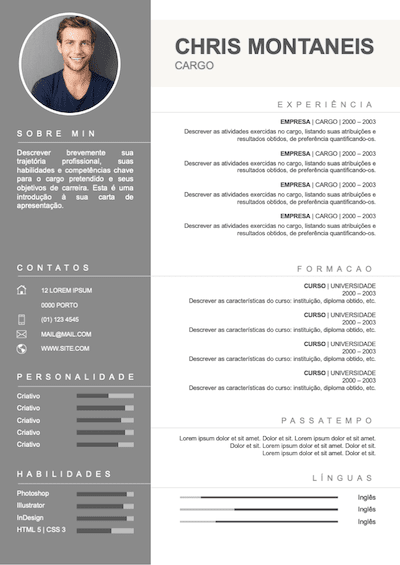 CHRIS MONTANEIS
CARGO
SOBRE MIN
Descrever brevemente sua
trajetória profissional, suas
habilidades e competências chave
para o cargo pretendido e seus
objetivos de carreira. Esta é uma
introdução à sua carta de
apresentação.
CONTATOS
12 LOREM IPSUM
0000 PORTO
(01) 123 4545
MAIL@MAIL.COM
WWW.SITE.COM
PERSONALIDADE
Criativo
Criativo
Criativo
Criativo
Criativo
HABILIDADES
Photoshop
Illustrator
InDesign
HTML 5 | CSS 3
EXPERIÊNCIA
EMPRESA | CARGO | 2000 – 2003
Descrever as atividades exercidas no cargo, listando suas atribuições e
resultados obtidos, de preferência quantificando-os.
EMPRESA | CARGO | 2000 – 2003
Descrever as atividades exercidas no cargo, listando suas atribuições e
resultados obtidos, de preferência quantificando-os.
EMPRESA | CARGO | 2000 – 2003
Descrever as atividades exercidas no cargo, listando suas atribuições e
resultados obtidos, de preferência quantificando-os.
EMPRESA | CARGO | 2000 – 2003
Descrever as atividades exercidas no cargo, listando suas atribuições e
resultados obtidos, de preferência quantificando-os.
FORMACAO
CURSO | UNIVERSIDADE
2000 – 2003
Descrever as características do curso: instituição, diploma obtido, etc.
CURSO | UNIVERSIDADE
2000 – 2003
Descrever as características do curso: instituição, diploma obtido, etc.
CURSO | UNIVERSIDADE
2000 – 2003
Descrever as características do curso: instituição, diploma obtido, etc.
CURSO | UNIVERSIDADE
2000 – 2003
Descrever as características do curso: instituição, diploma obtido, etc.
PASSATEMPO
Lorem ipsum dolor et sit amet. Dolor et sit. Lorem ipsum dolor et sit amet.
Dolor et sit. Lorem ipsum dolor et sit amet. Dolor et sit.
Lorem ipsum dolor et sit amet. Dolor et sit.
LÍNGUAS
Inglês
Inglês
Inglês